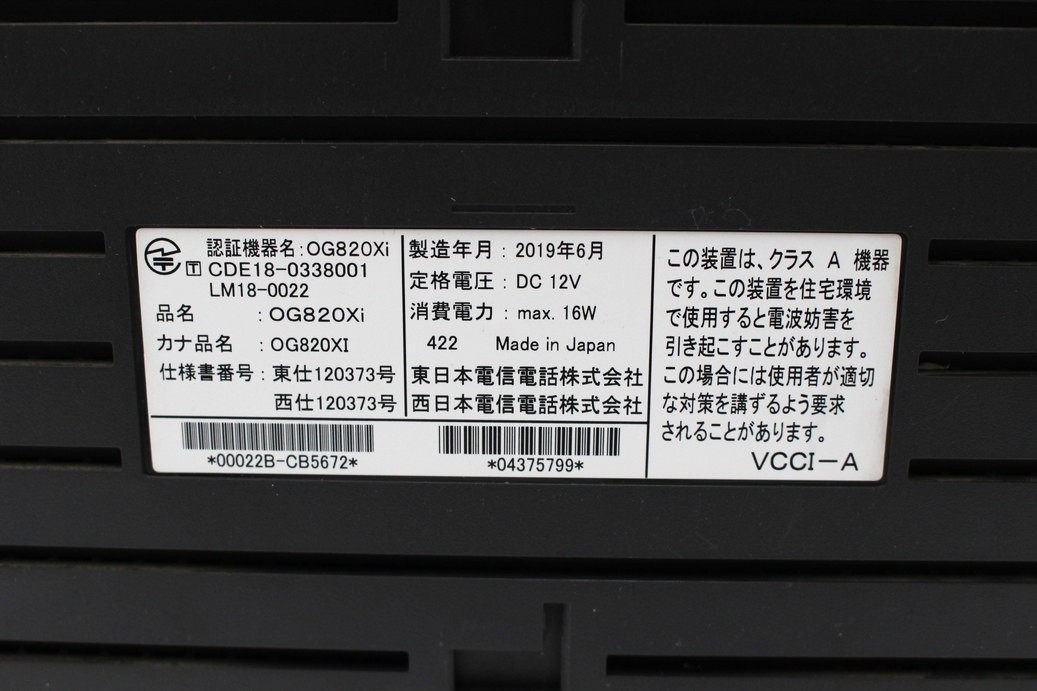 認証機器名:OG820Xi
T CDE18-0338001
LM18-0022
品名 : OG820Xi
カナ品名 : OG820XI
仕様書番号 : 東仕120373号
西仕120373号
*00022B-CB5672*
製造年月 : 2019年6月
定格電圧 : DC 12V
消費電力 : max. 16W
422 Made in Japan
東日本電信電話株式会社
西日本電信電話株式会社
*04375799*
この装置は、クラス A 機器
です。この装置を住宅環境
で使用すると電波妨害を
引き起こすことがあります。
この場合には使用者が適切
な対策を講ずるよう要求
されることがあります。
VCCI-A